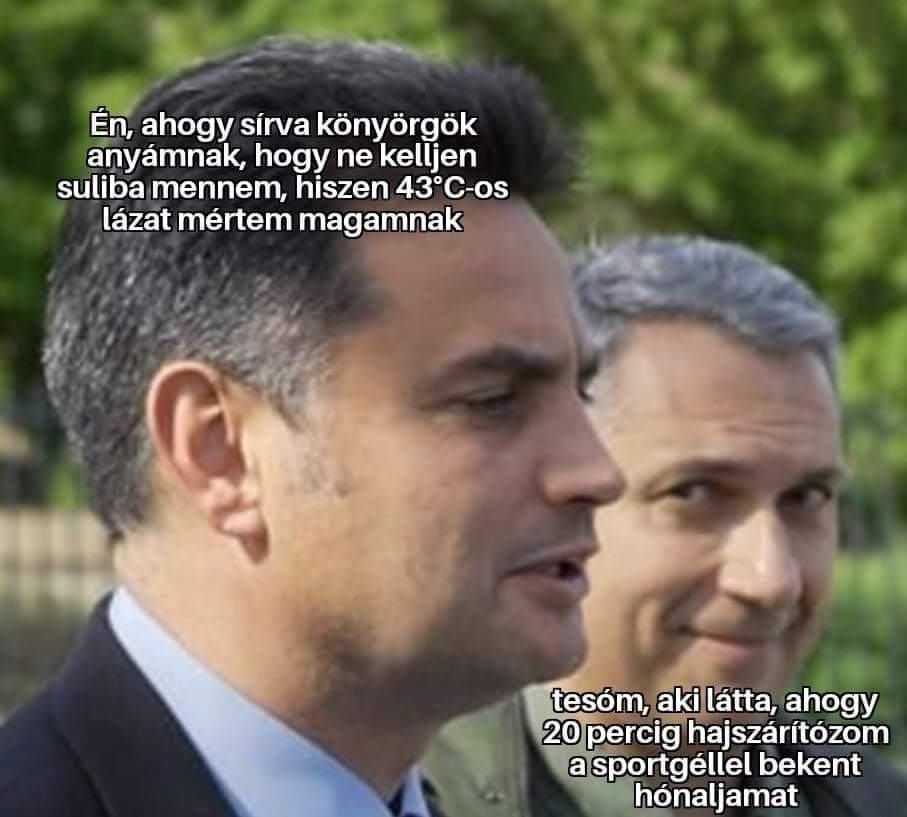 Én, ahogy sírva könyörgök
anyámnak, hogy ne kelljen
suliba mennem, hiszen 43°C-os
lázat mértem magamnak
tesóm, aki látta, ahogy
20 percig hajszárítózom
a sportgéllel bekent
hónaljamat